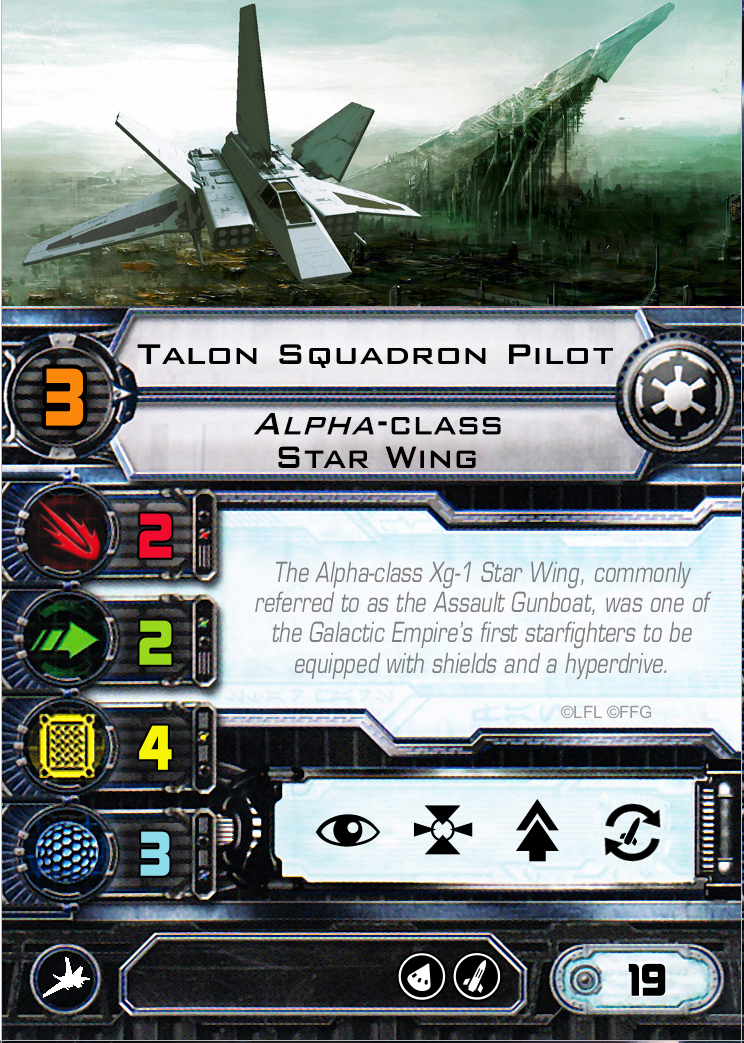 Talon Squadron Pilot
3
Alpha-class
Star Wing
2
The Alpha-class Xg-1 Star Wing, commonly
referred to as the Assault Gunboat, was one of
the Galactic Empire's first starfighters to be
equipped with shields and a hyperdrive.
2
©LFL ©FFG
4
3
19